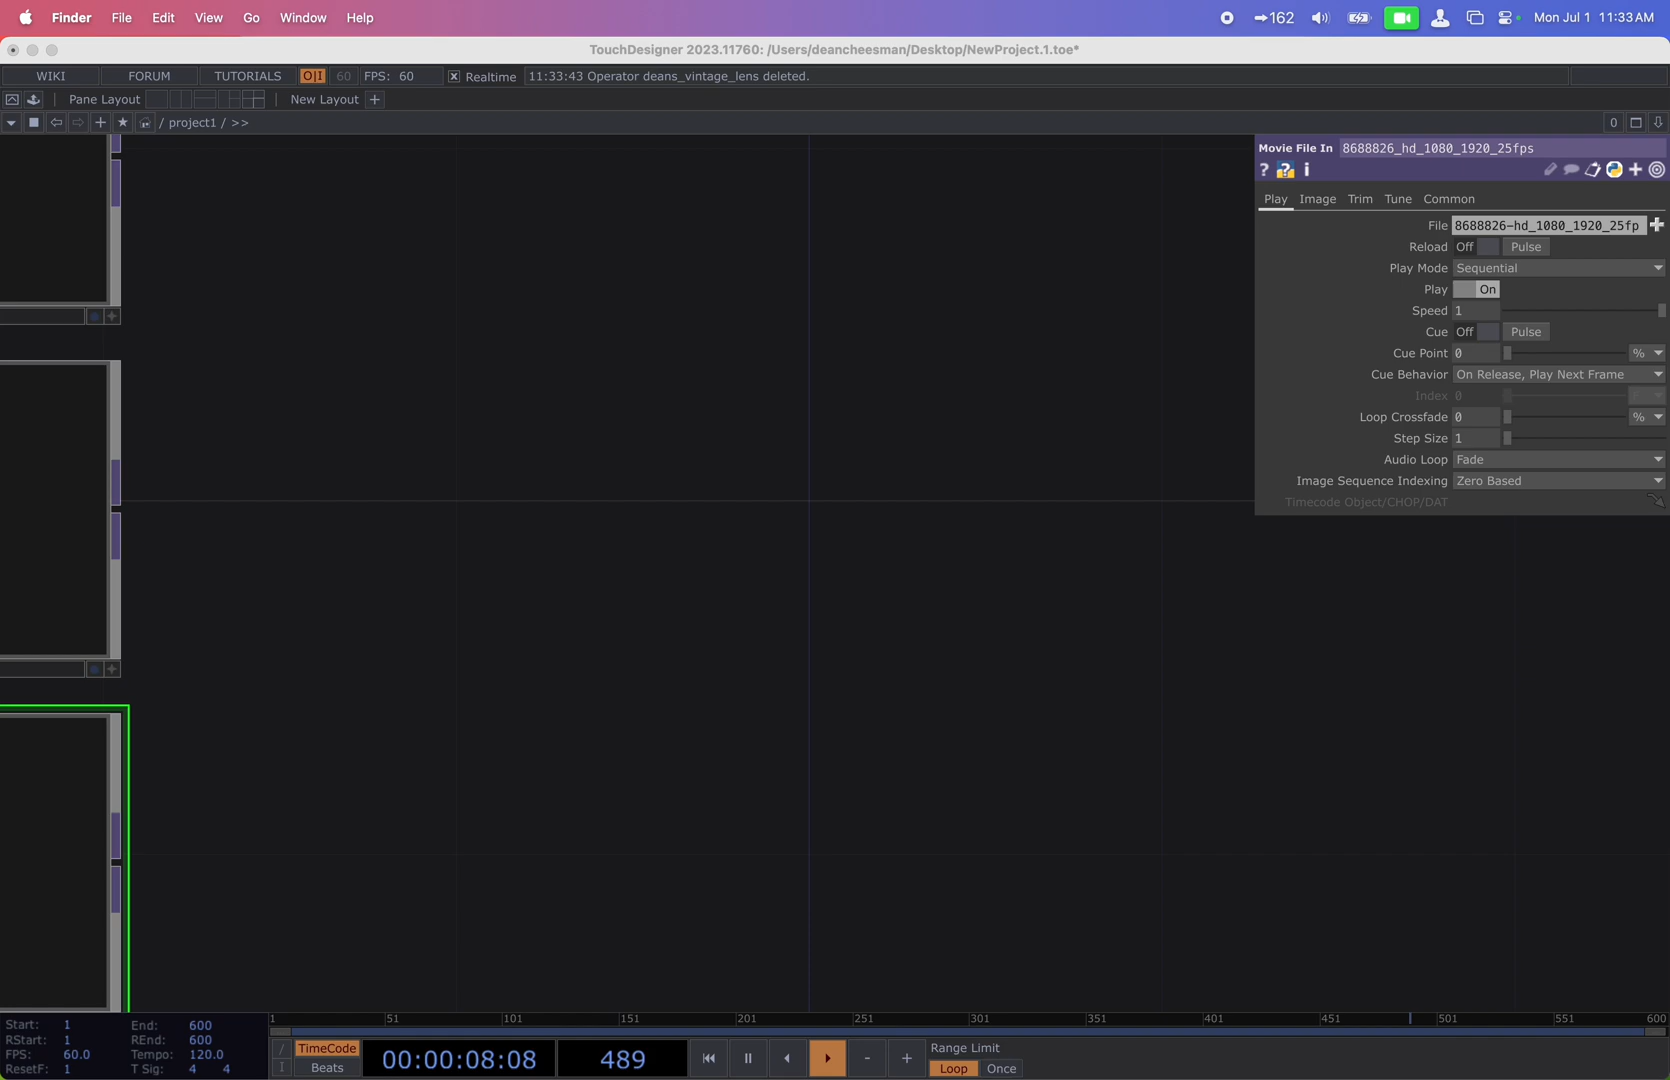 Finder File Edit View Go Window Help
162 Mon Jul 1 11:33 AM
TouchDesigner 2023.11760: /Users/deancheesman/Desktop/NewProject.1.toe*
WIKI FORUM TUTORIALS O|I 60 FPS: 60 x Realtime 11:33:43 Operator deans_vintage_lens deleted.
Pane Layout New Layout +
/ project1 / >> 0
Movie File In 8688826_hd_1080_1920_25fps
? ? i
Play Image Trim Tune Common
File 8688826-hd_1080_1920_25fp
Reload Off Pulse
Play Mode Sequential
Play On
Speed 1
Cue Off Pulse
Cue Point 0 %
Cue Behavior On Release, Play Next Frame
Index 0 F
Loop Crossfade 0 %
Step Size 1
Audio Loop Fade
Image Sequence Indexing Zero Based
Timecode Object/CHOP/DAT
1 51 101 151 201 251 301 351 401 451 501 551 600
Start: 1 End: 600
RStart: 1 REnd: 600
FPS: 60.0 Tempo: 120.0
ResetF: 1 T Sig: 4 4
/ TimeCode
I Beats
00:00:08:08 489
- +
Range Limit
Loop Once